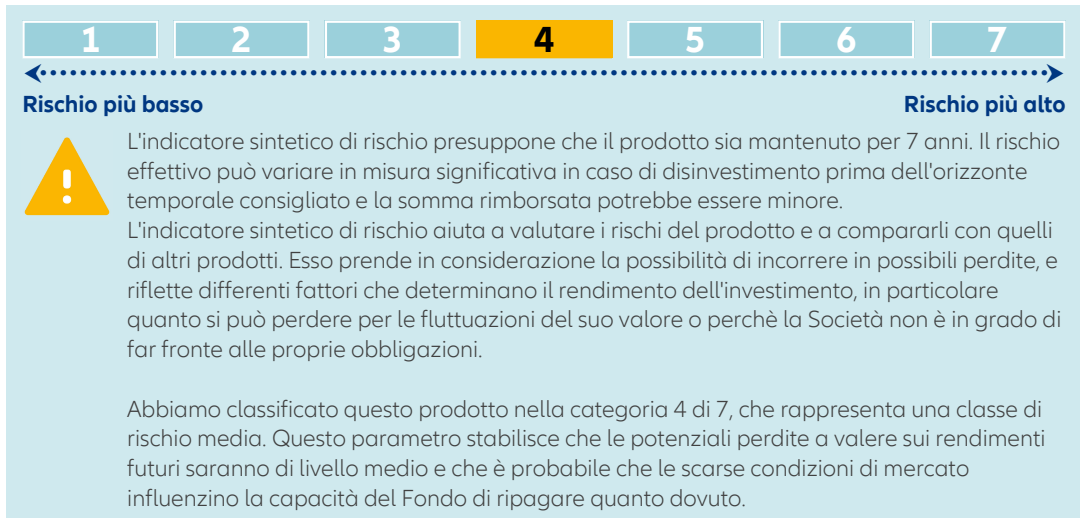 1 2 3 4 5 6 7
Rischio più basso Rischio più alto
L'indicatore sintetico di rischio presuppone che il prodotto sia mantenuto per 7 anni. Il rischio
effettivo può variare in misura significativa in caso di disinvestimento prima dell'orizzonte
temporale consigliato e la somma rimborsata potrebbe essere minore.
L'indicatore sintetico di rischio aiuta a valutare i rischi del prodotto e a compararli con quelli
di altri prodotti. Esso prende in considerazione la possibilità di incorrere in possibili perdite, e
riflette differenti fattori che determinano il rendimento dell'investimento, in particolare
quanto si può perdere per le fluttuazioni del suo valore o perchè la Società non è in grado di
far fronte alle proprie obbligazioni.
Abbiamo classificato questo prodotto nella categoria 4 di 7, che rappresenta una classe di
rischio media. Questo parametro stabilisce che le potenziali perdite a valere sui rendimenti
futuri saranno di livello medio e che è probabile che le scarse condizioni di mercato
influenzino la capacità del Fondo di ripagare quanto dovuto.